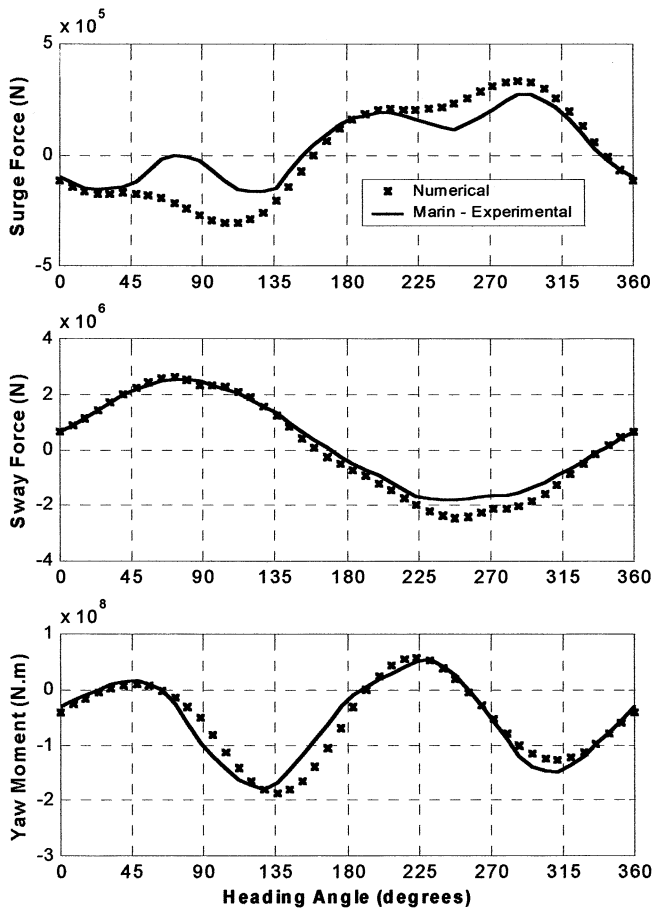 x 10^5
5
0
-5
Surge Force (N)
Numerical
Marin - Experimental
0 45 90 135 180 225 270 315 360
x 10^6
4
2
0
-2
-4
Sway Force (N)
0 45 90 135 180 225 270 315 360
x 10^8
1
0
-1
-2
-3
Yaw Moment (N.m)
0 45 90 135 180 225 270 315 360
Heading Angle (degrees)